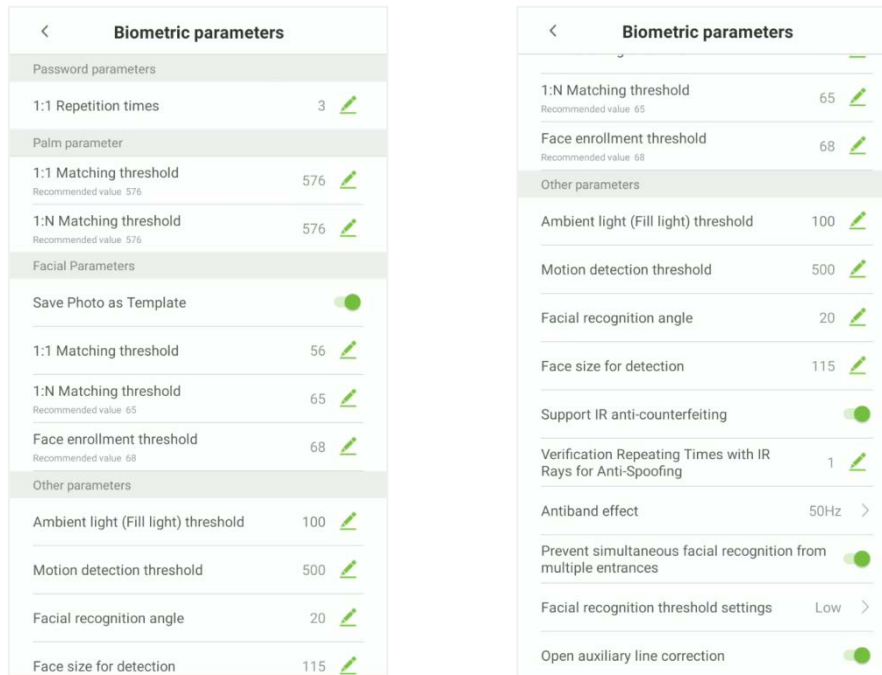 Biometric parameters
Password parameters
1:1 Repetition times 3
Palm parameter
1:1 Matching threshold 576
Recommended value 576
1:N Matching threshold 576
Recommended value 576
Facial Parameters
Save Photo as Template
1:1 Matching threshold 56
1:N Matching threshold 65
Recommended value 65
Face enrollment threshold 68
Recommended value 68
Other parameters
Ambient light (Fill light) threshold 100
Motion detection threshold 500
Facial recognition angle 20
Face size for detection 115
Biometric parameters
1:N Matching threshold 65
Recommended value 65
Face enrollment threshold 68
Recommended value 68
Other parameters
Ambient light (Fill light) threshold 100
Motion detection threshold 500
Facial recognition angle 20
Face size for detection 115
Support IR anti-counterfeiting
Verification Repeating Times with IR
Rays for Anti-Spoofing 1
Antiband effect 50Hz
Prevent simultaneous facial recognition from
multiple entrances
Facial recognition threshold settings Low
Open auxiliary line correction